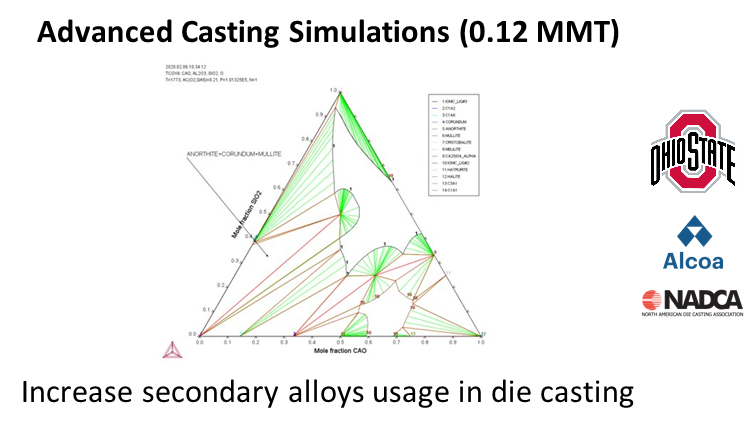 Advanced Casting Simulations (0.12 MMT)
2020.02.06 10.34.12
TCOX9: CAO, AL2O3, SIO2, O
T=1773, AC(O2,GAS)=0.21, P=1.01325E5, N=1
ANORTHITE+CORUNDUM+MULLITE
Mole fraction SIO2
1.0
0.9
0.8
0.7
0.6
0.5
0.4
0.3
0.2
0.1
0.0
0.0
0.2
0.3
0.4
0.5
0.6
0.7
0.8
0.9
1.0
Mole fraction CAO
1 IONIC_LIQ#3
2 C1A2
3 C1A6
4 CORUNDUM
5 ANORTHITE
6 MULLITE
7 CRISTOBALITE
8 MELILITE
9 CA2SIO4_ALPHA
10 IONIC_LIQ#2
11 HATRURITE
12 HALITE
13 C3A1
14 C1A1
OHIO STATE
Alcoa
NADCA
NORTH AMERICAN DIE CASTING ASSOCIATION
Increase secondary alloys usage in die casting